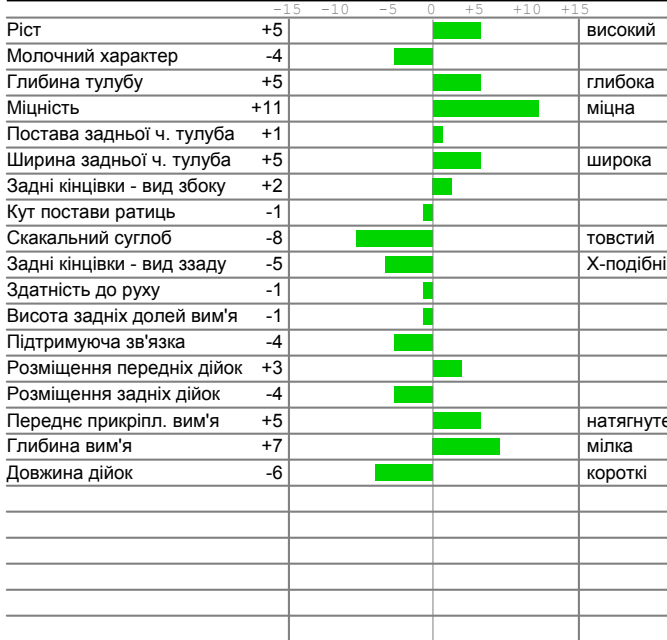 -15 -10 -5 0 +5 +10 +15
Ріст +5 високий
Молочний характер -4
Глибина тулубу +5 глибока
Міцність +11 міцна
Постава задньої ч. тулуба +1
Ширина задньої ч. тулуба +5 широка
Задні кінцівки - вид збоку +2
Кут постави ратиць -1
Скакальний суглоб -8 товстий
Задні кінцівки - вид ззаду -5 Х-подібні
Здатність до руху -1
Висота задніх долей вим'я -1
Підтримуюча зв'язка -4
Розміщення передніх дійок +3
Розміщення задніх дійок -4
Переднє прикріпл. вим'я +5 натягнуте
Глибина вим'я +7 мілка
Довжина дійок -6 короткі